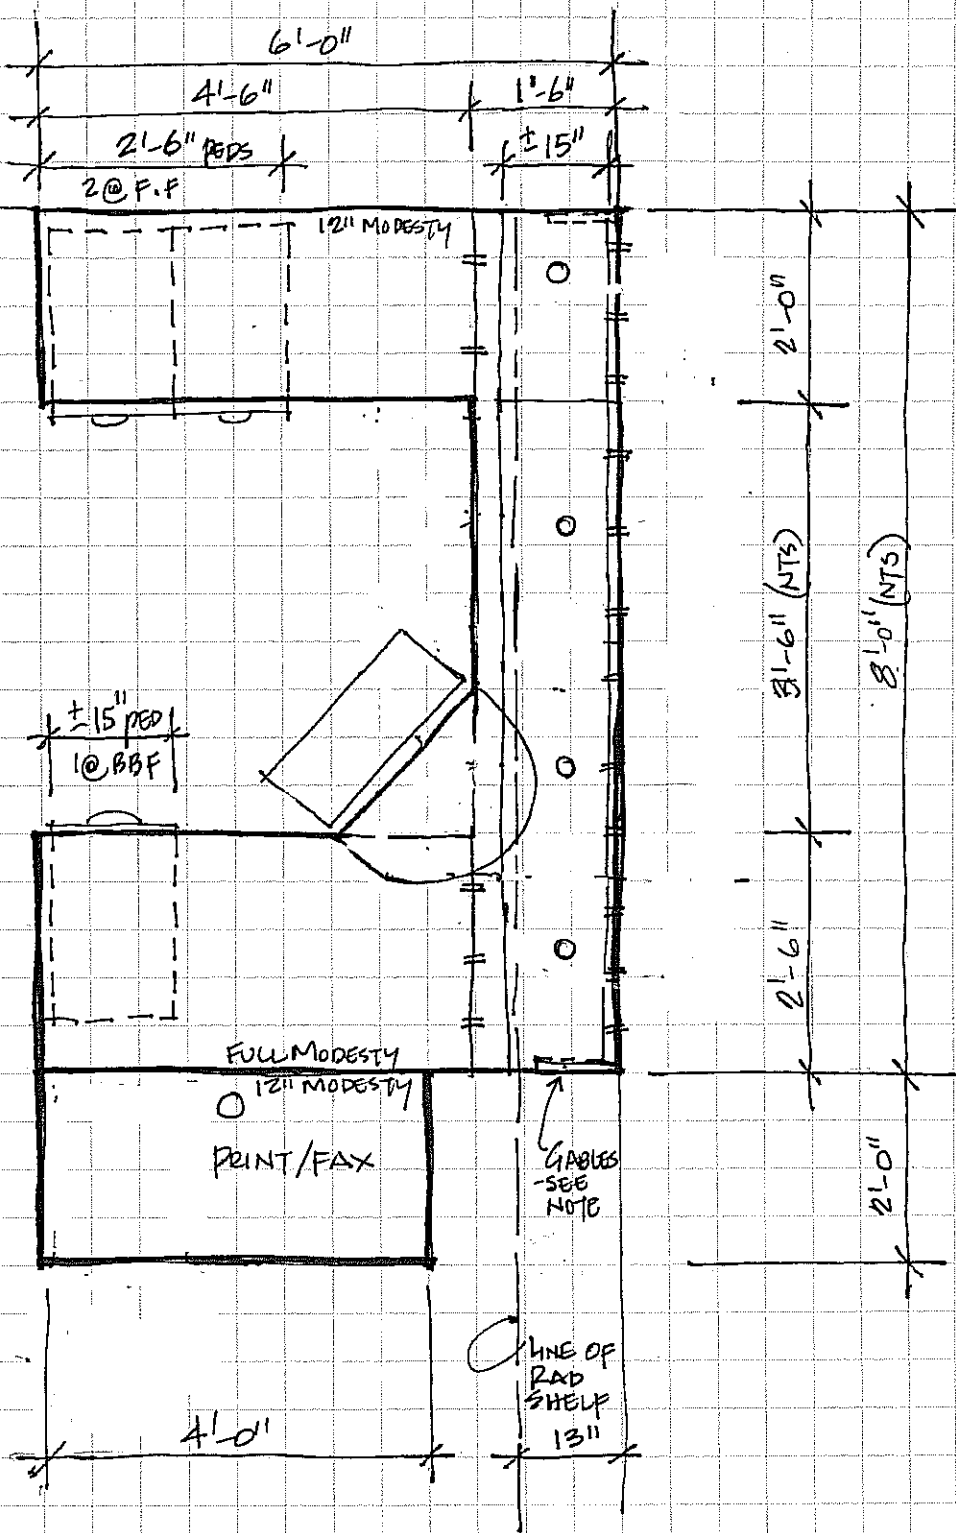 6'-0"
4'-6"
1'-6"
2'-6" PEDS
2 @ F.F
± 15"
12" MODESTY
2'-0"
3'-6" (NTS)
8'-0" (NTS)
± 15" PED
1 @ BBF
2'-6"
FULL MODESTY
12" MODESTY
PRINT/FAX
GABLES
-SEE
NOTE
2'-0"
LINE OF
RAD
SHELF
4'-0"
13"